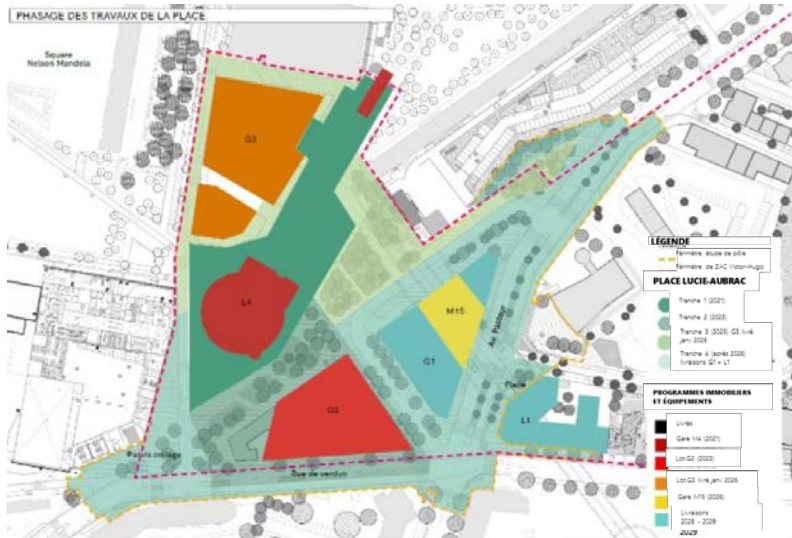 PHASAGE DES TRAVAUX DE LA PLACE
Square
Nelson Mandela
G3
L4
M15
G1
Av Pasteur
G2
Place
L1
Rue de Verdun
LÉGENDE
Périmètre étude de pôle
Périmètre de ZAC Victor-Hugo
PLACE LUCIE-AUBRAC
Tranche 1 (2021)
Tranche 2 (2023)
Tranche 3 (2025) G3 livré
janv 2026
Tranche 4 (après 2026)
livraisons G1 + L1
PROGRAMMES IMMOBILIERS
ET ÉQUIPEMENTS
Livrés
Gare M4 (2021)
Lot G2 (2023)
Lot G3 livré janv 2026
Gare M15 (2026)
Livraisons
2028 - 2029
2029